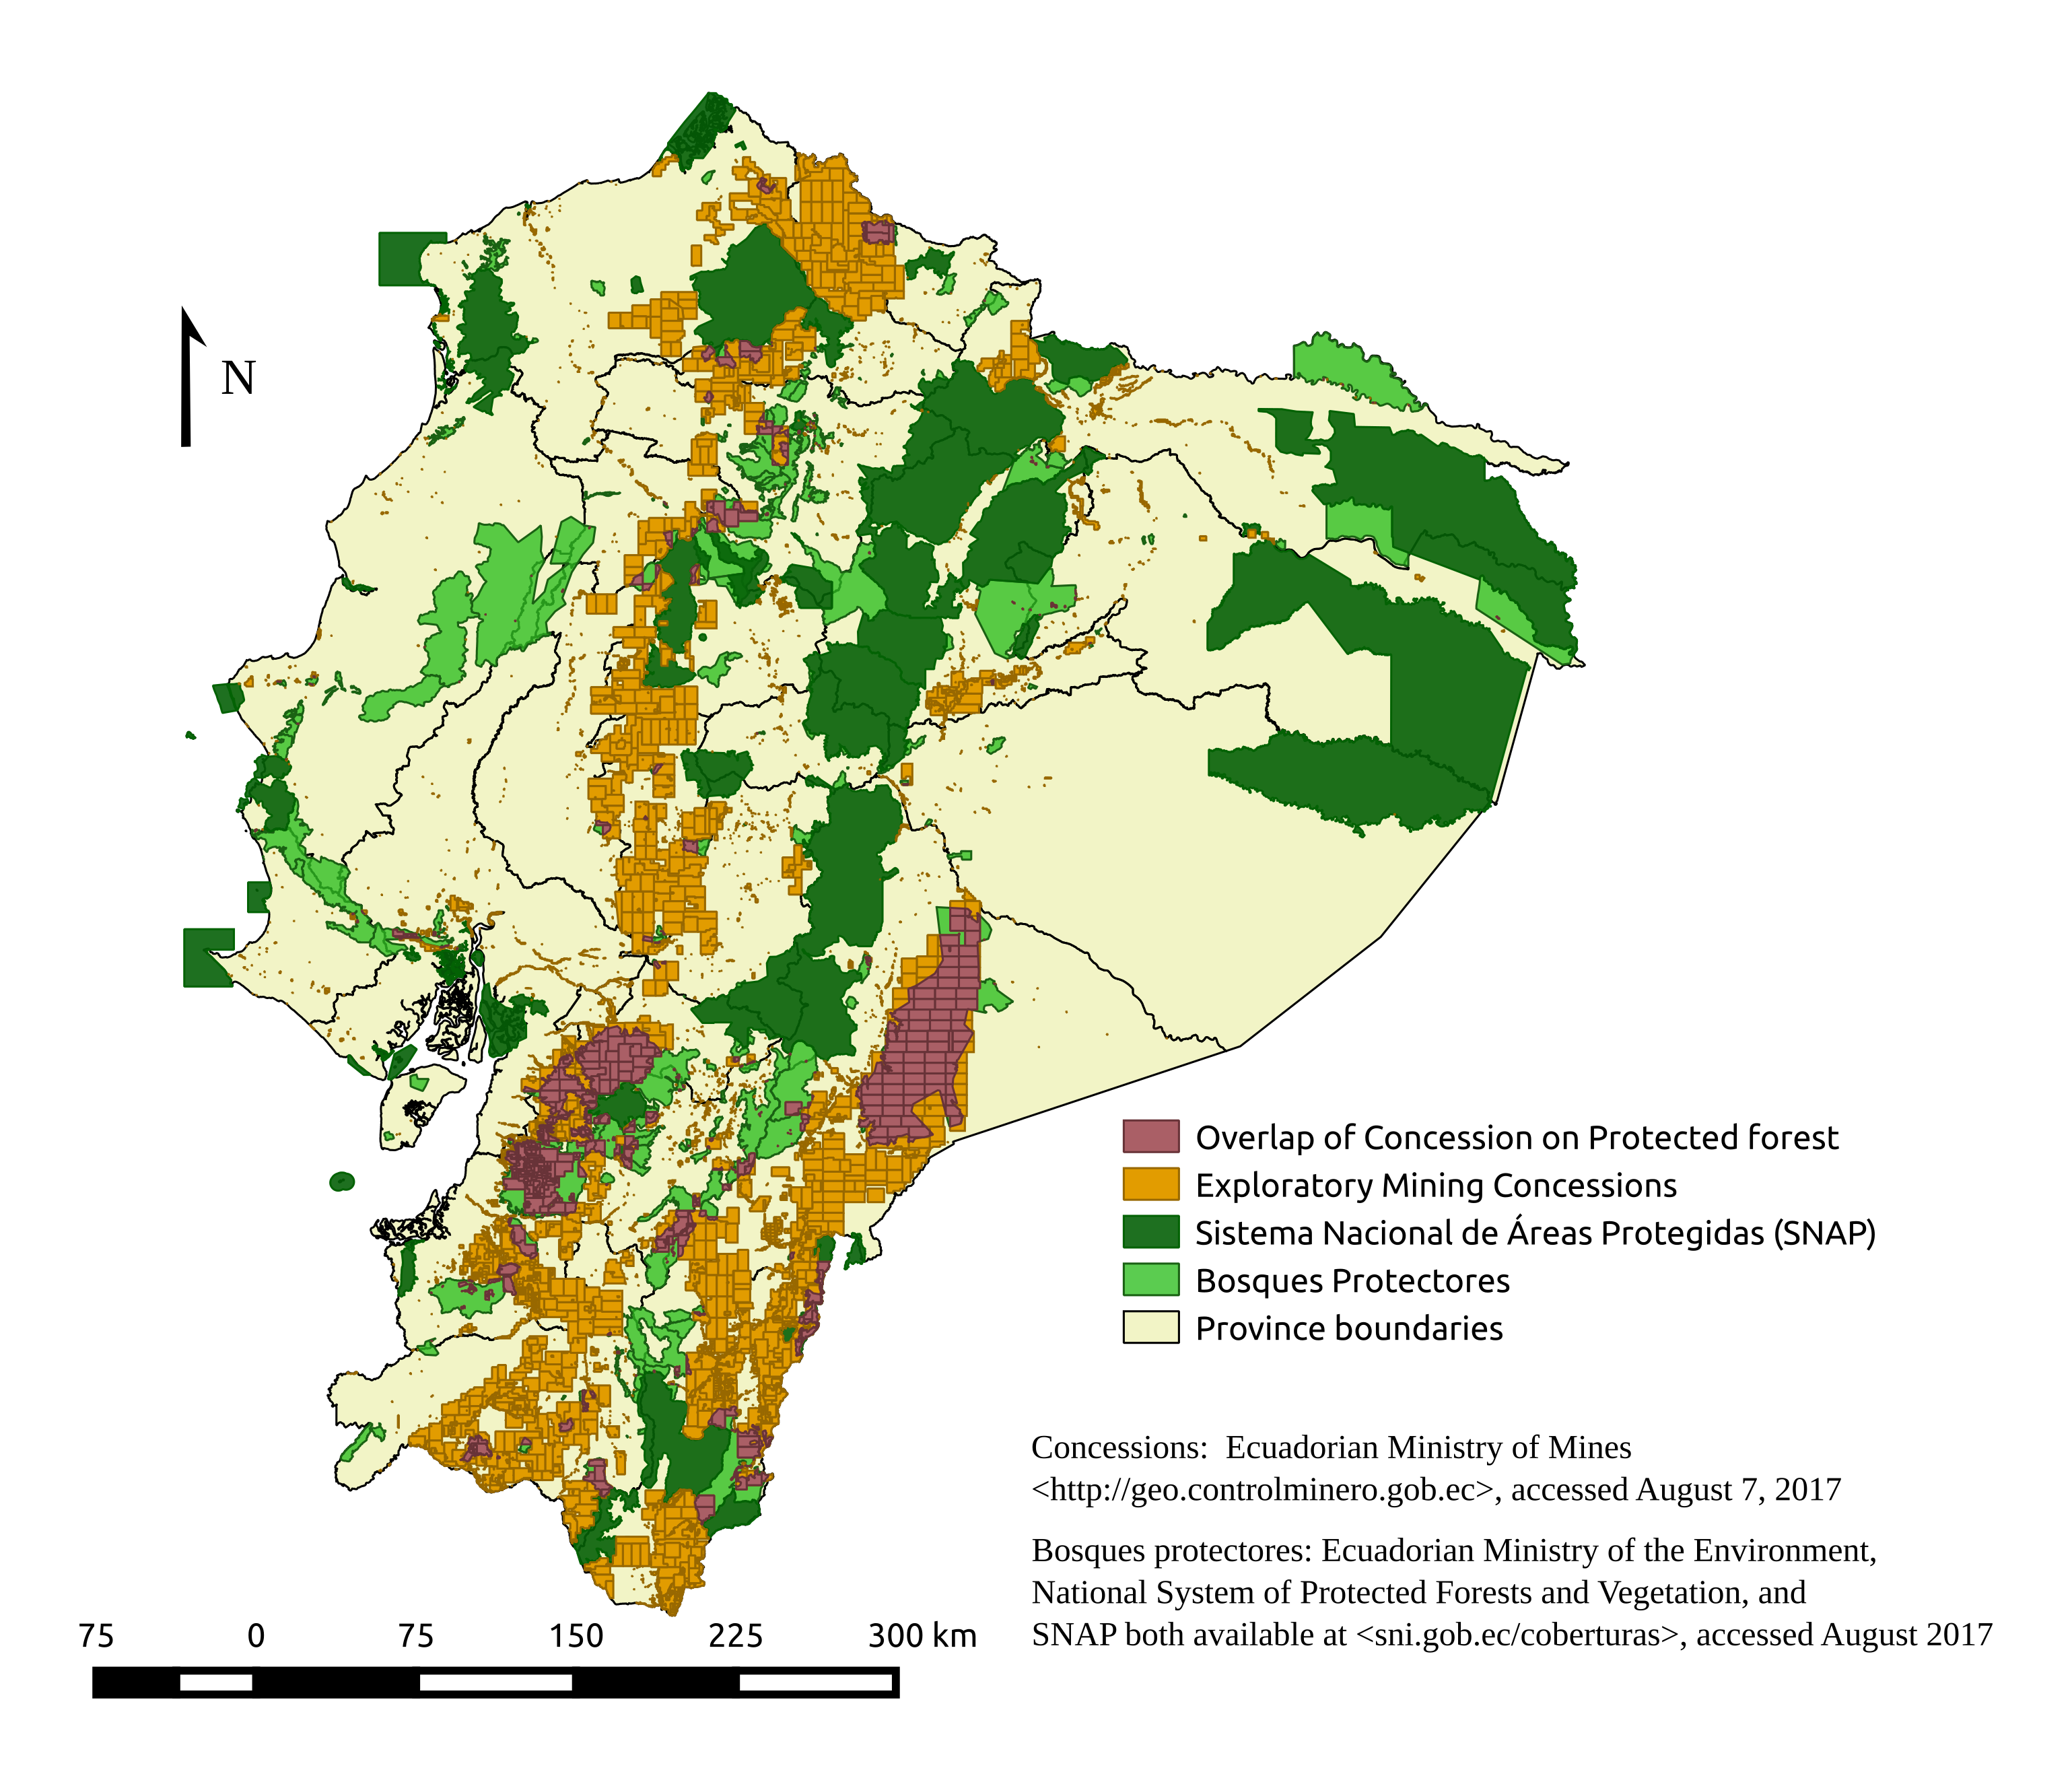 N
Overlap of Concession on Protected forest
Exploratory Mining Concessions
Sistema Nacional de Áreas Protegidas (SNAP)
Bosques Protectores
Province boundaries
Concessions:  Ecuadorian Ministry of Mines
<http://geo.controlminero.gob.ec>, accessed August 7, 2017
Bosques protectores: Ecuadorian Ministry of the Environment,
National System of Protected Forests and Vegetation, and
SNAP both available at <sni.gob.ec/coberturas>, accessed August 2017
75 0 75 150 225 300 km